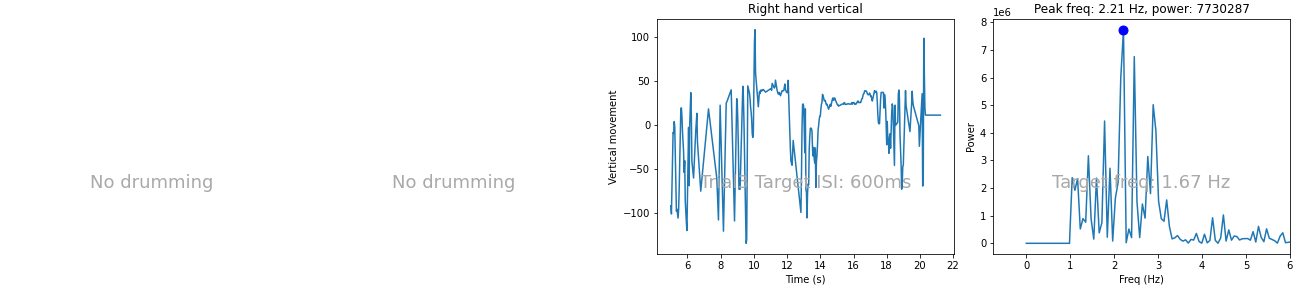 No drumming
No drumming
Right hand vertical
Vertical movement
100
50
0
−50
−100
Target ISI: 600ms
6 8 10 12 14 16 18 20 22
Time (s)
Peak freq: 2.21 Hz, power: 7730287
1e6
Power
8
7
6
5
4
3
2
1
0
Target freq: 1.67 Hz
0 1 2 3 4 5 6
Freq (Hz)